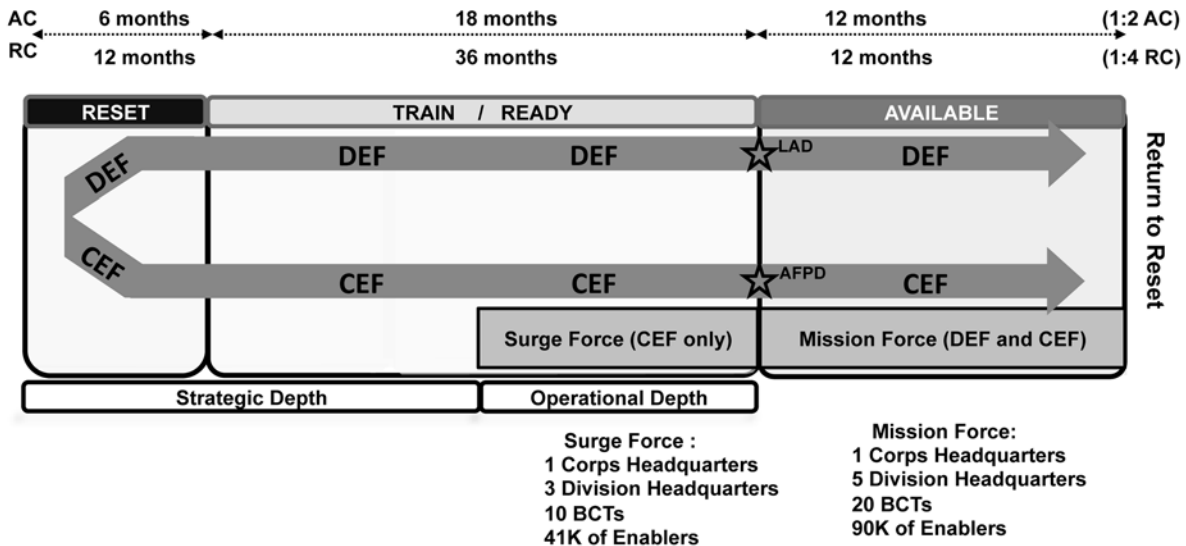 AC 6 months 18 months 12 months (1:2 AC)
RC 12 months 36 months 12 months (1:4 RC)
RESET TRAIN / READY AVAILABLE
DEF DEF DEF LAD DEF
CEF CEF CEF AFPD CEF
Return to Reset
Surge Force (CEF only) Mission Force (DEF and CEF)
Strategic Depth Operational Depth
Surge Force :
1 Corps Headquarters
3 Division Headquarters
10 BCTs
41K of Enablers
Mission Force:
1 Corps Headquarters
5 Division Headquarters
20 BCTs
90K of Enablers